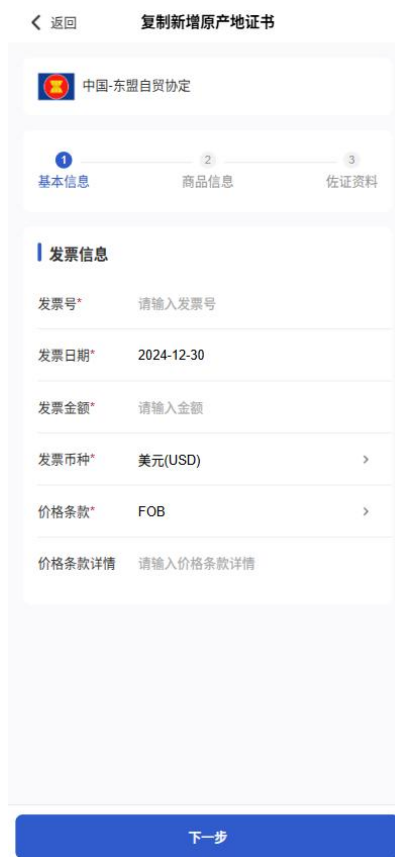 返回 复制新增原产地证书
中国-东盟自贸协定
1 2 3
基本信息 商品信息 佐证资料
发票信息
发票号* 请输入发票号
发票日期* 2024-12-30
发票金额* 请输入金额
发票币种* 美元(USD)
价格条款* FOB
价格条款详情 请输入价格条款详情
下一步